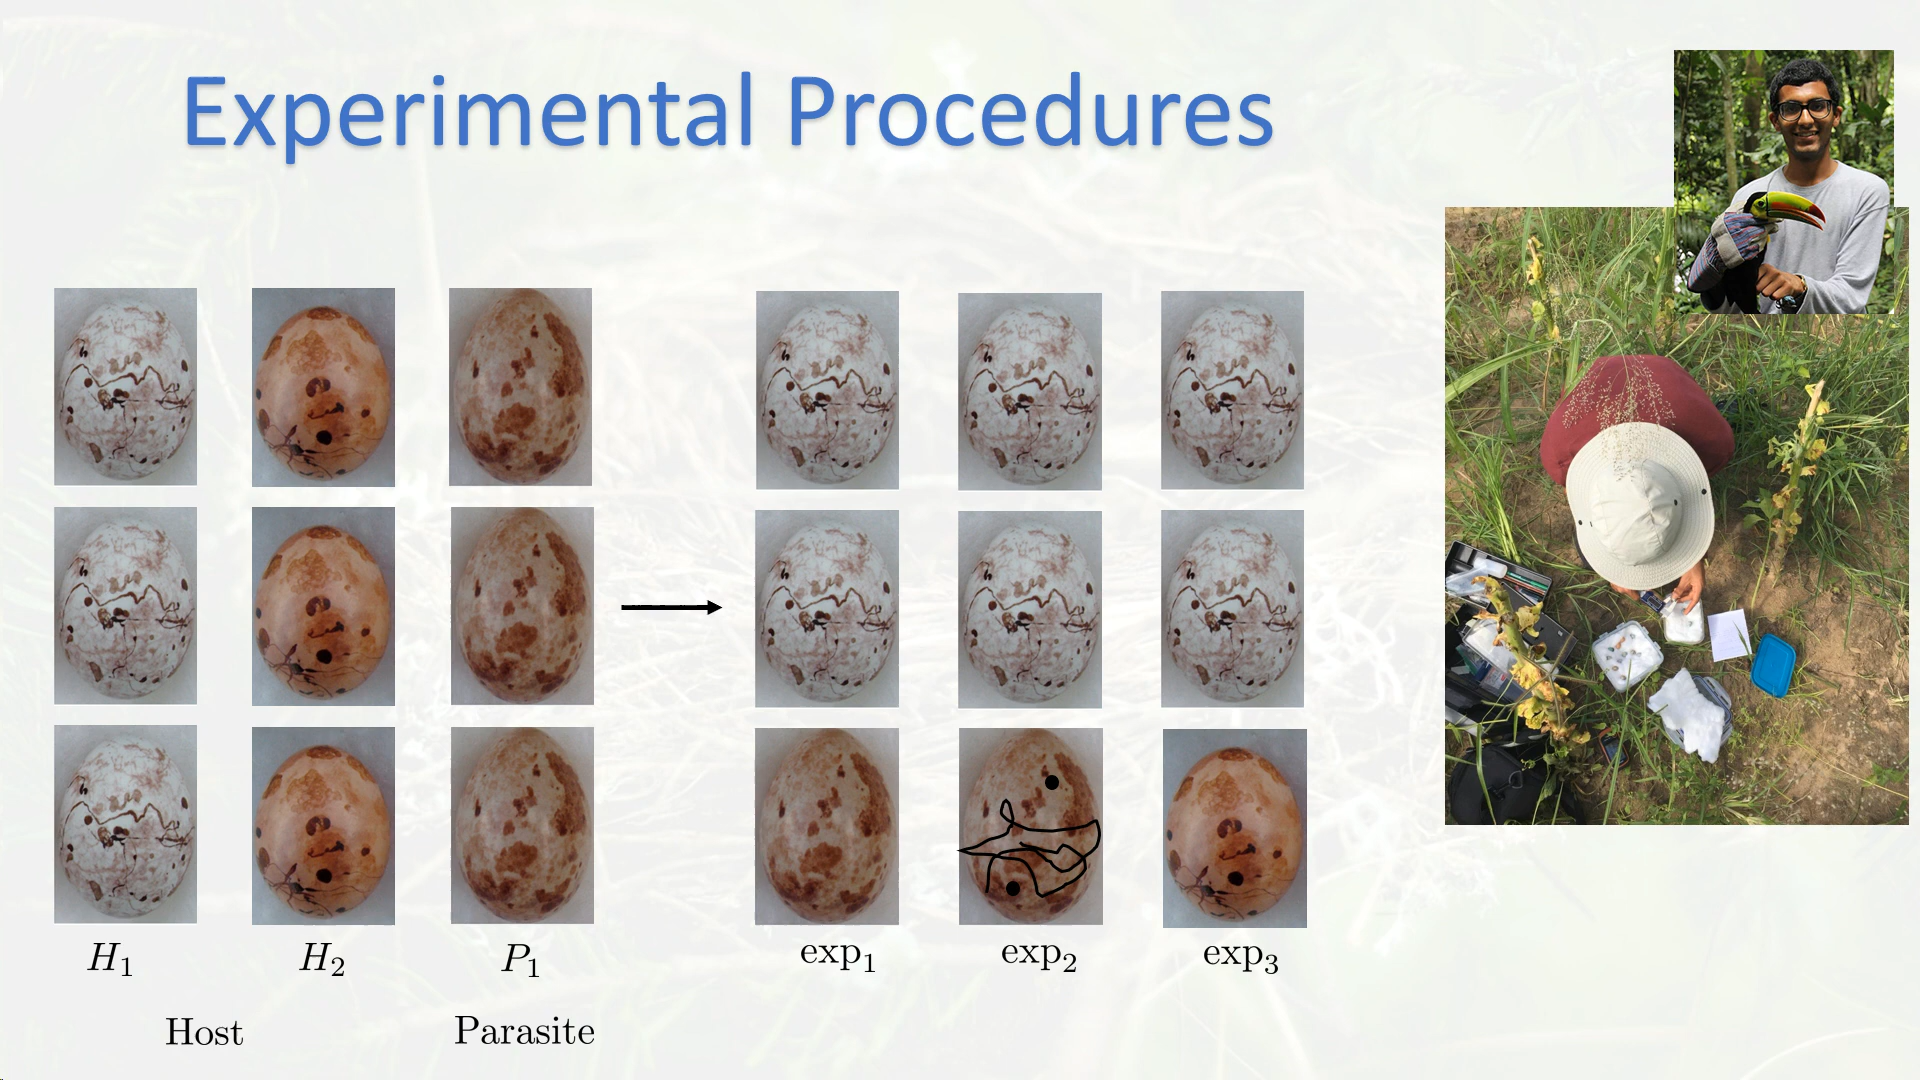 Experimental Procedures
H₁ H₂ P₁ exp₁ exp₂ exp₃
Host Parasite